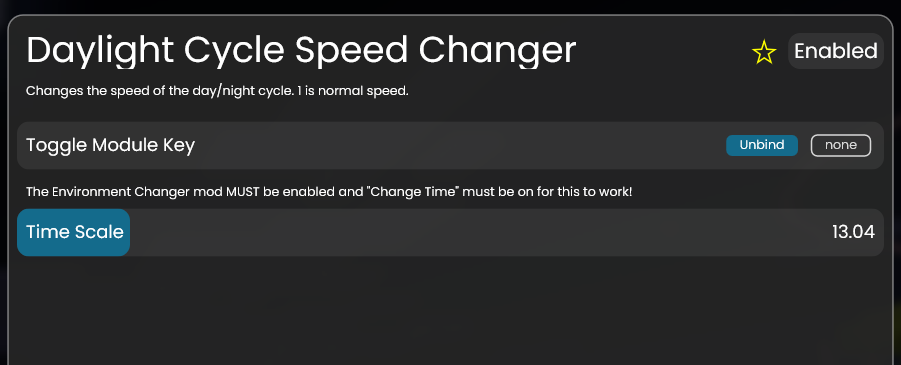 Daylight Cycle Speed Changer
Enabled
Changes the speed of the day/night cycle. 1 is normal speed.
Toggle Module Key
Unbind
none
The Environment Changer mod MUST be enabled and "Change Time" must be on for this to work!
Time Scale
13.04